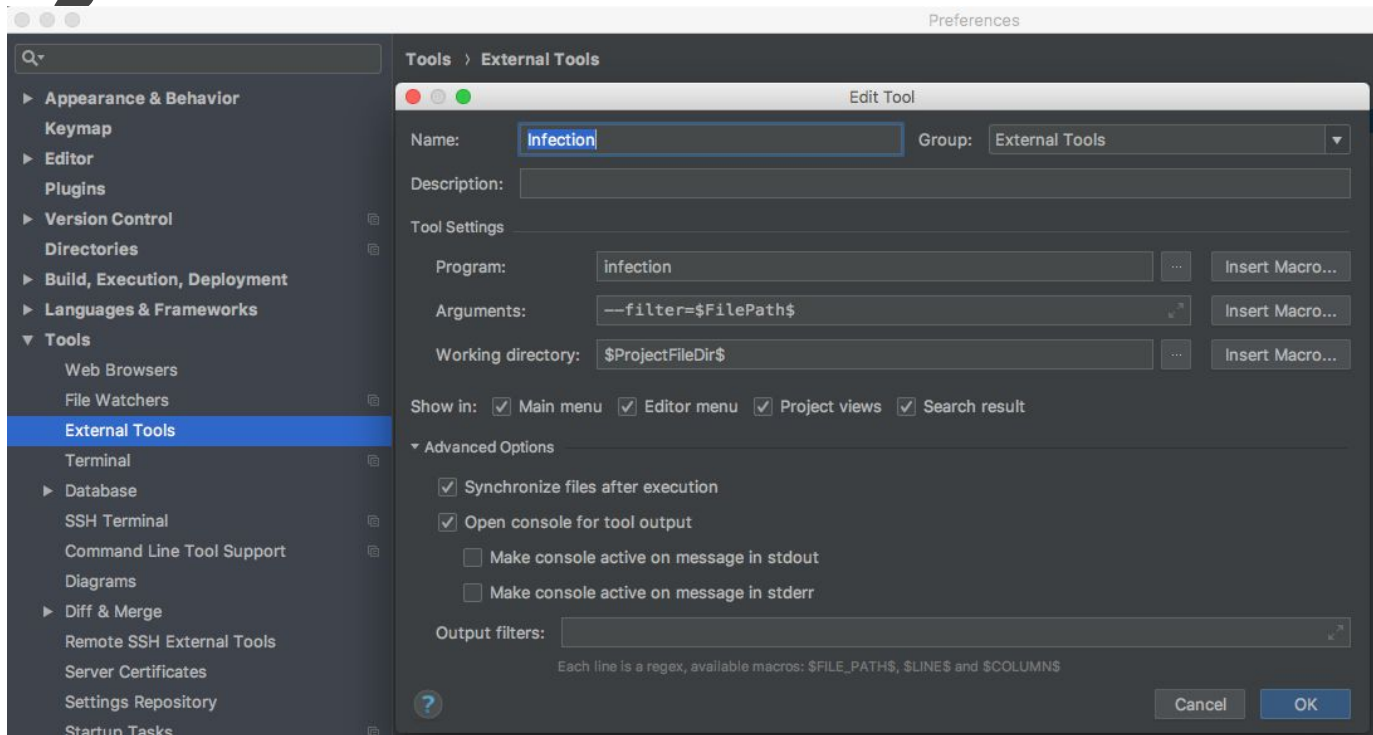 Preferences
Tools › External Tools
Appearance & Behavior
Keymap
Editor
Plugins
Version Control
Directories
Build, Execution, Deployment
Languages & Frameworks
Tools
Web Browsers
File Watchers
External Tools
Terminal
Database
SSH Terminal
Command Line Tool Support
Diagrams
Diff & Merge
Remote SSH External Tools
Server Certificates
Settings Repository
Startup Tasks
Edit Tool
Name: Infection Group: External Tools
Description:
Tool Settings
Program: infection ... Insert Macro...
Arguments: --filter=$FilePath$ Insert Macro...
Working directory: $ProjectFileDir$ ... Insert Macro...
Show in: Main menu Editor menu Project views Search result
Advanced Options
Synchronize files after execution
Open console for tool output
Make console active on message in stdout
Make console active on message in stderr
Output filters:
Each line is a regex, available macros: $FILE_PATH$, $LINE$ and $COLUMN$
? Cancel OK